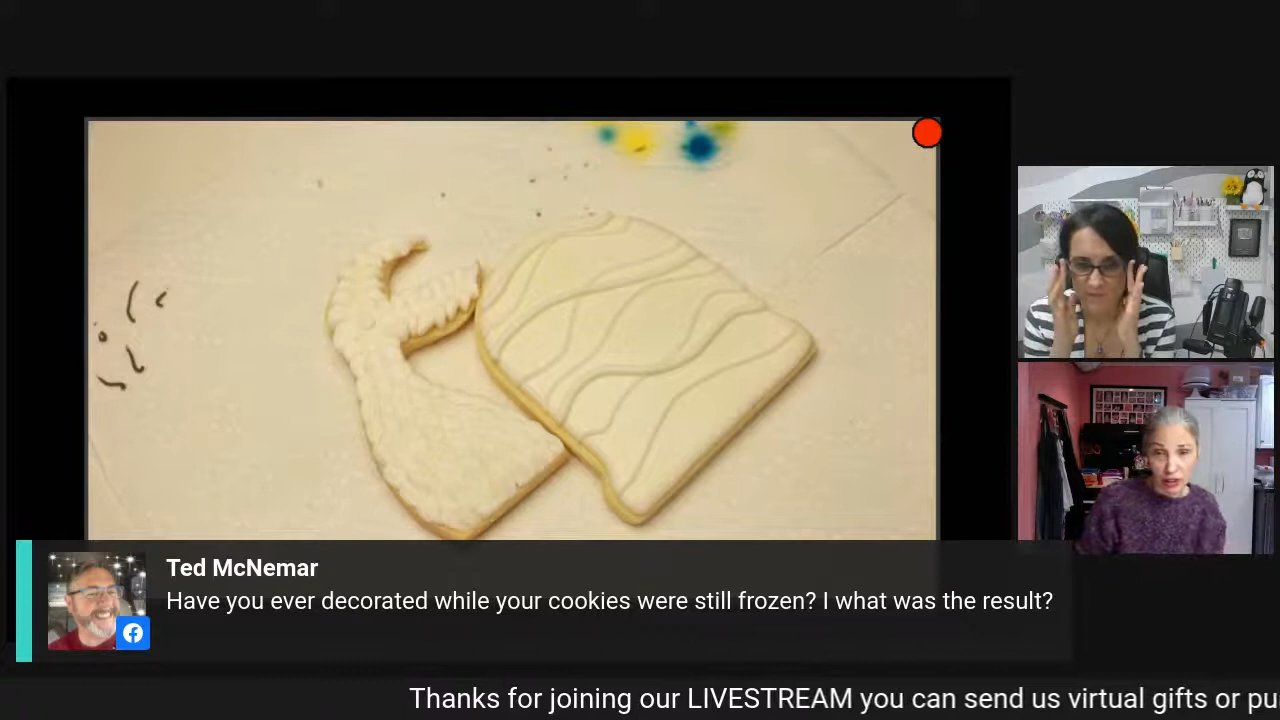 Ted McNemar
Have you ever decorated while your cookies were still frozen? I what was the result?
Thanks for joining our LIVESTREAM you can send us virtual gifts or pu